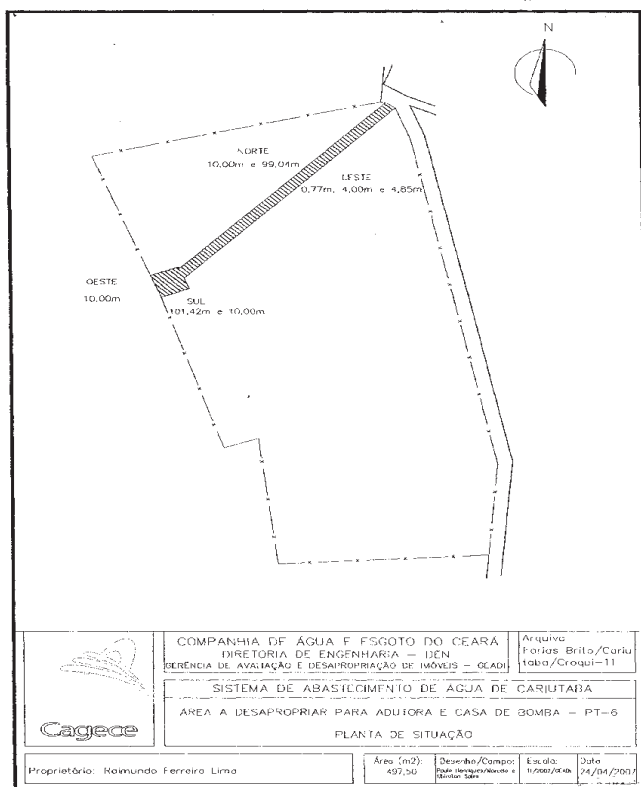 N
NORTE
10,00m e 99,04m
LESTE
0,77m, 4,00m e 4,85m
OESTE
10,00m
SUL
101,42m e 10,00m
Cagece
COMPANHIA DE ÁGUA E ESGOTO DO CEARÁ
DIRETORIA DE ENGENHARIA – DEN
GERÊNCIA DE AVALIAÇÃO E DESAPROPRIAÇÃO DE IMÓVEIS – GEADI
Arquivo
Farias Brito/Cariu
taba/Croqui-11
SISTEMA DE ABASTECIMENTO DE ÁGUA DE CARIUTABA
ÁREA A DESAPROPRIAR PARA ADUTORA E CASA DE BOMBA – PT-6
PLANTA DE SITUAÇÃO
Proprietário: Raimundo Ferreira Lima
Área (m2):
497,50
Desenho/Campo:
Escala:
Data
24/04/2007